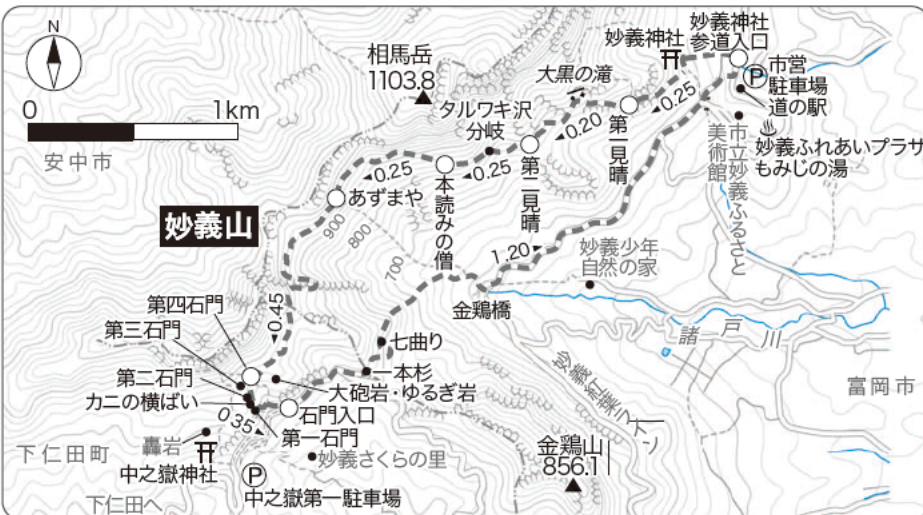 N
0
1km
安中市
相馬岳
1103.8
妙義神社
妙義神社
参道入口
P
市営
駐車場
道の駅
大黒の滝
タルワキ沢
分岐
0.25
0.20
0.25
0.25
第一見晴
第二見晴
本読みの僧
あずまや
妙義ふれあいプラザ
もみじの湯
市立妙義ふるさと
美術館
妙義山
900
800
700
1.20
妙義少年
自然の家
金鶏橋
諸戸川
富岡市
0.45
第四石門
第三石門
第二石門
カニの横ばい
七曲り
一本杉
大砲岩・ゆるぎ岩
石門入口
第一石門
0.35
妙義紅葉ライン
下仁田町
轟岩
中之嶽神社
妙義さくらの里
P
中之嶽第一駐車場
下仁田へ
金鶏山
856.1